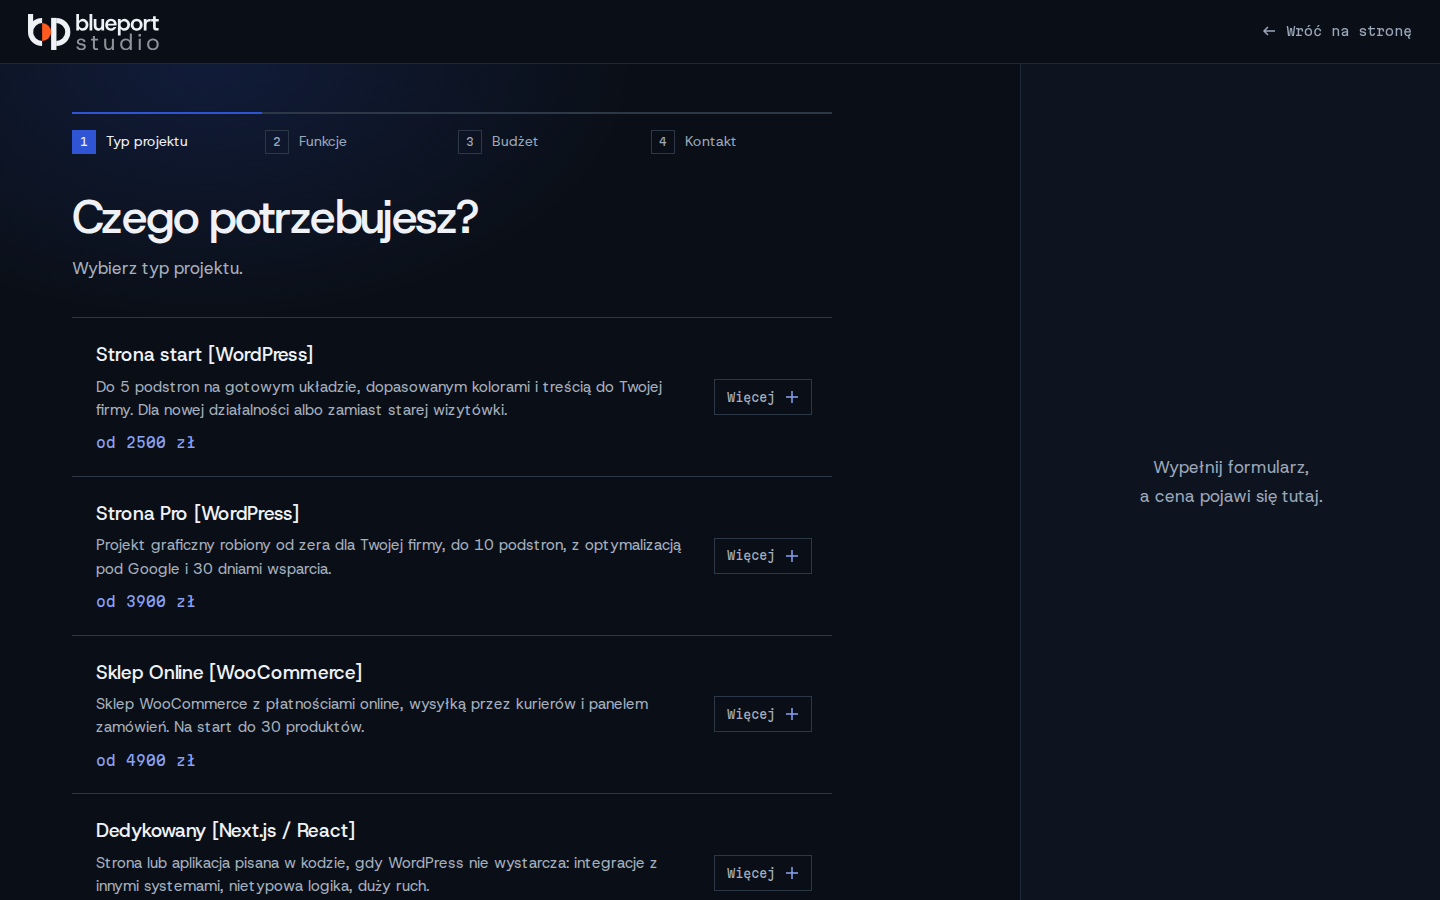 blueport
studio
← Wróć na stronę
1 Typ projektu
2 Funkcje
3 Budżet
4 Kontakt
Czego potrzebujesz?
Wybierz typ projektu.
Strona start [WordPress]
Do 5 podstron na gotowym układzie, dopasowanym kolorami i treścią do Twojej
firmy. Dla nowej działalności albo zamiast starej wizytówki.
od 2500 zł
Więcej +
Strona Pro [WordPress]
Projekt graficzny robiony od zera dla Twojej firmy, do 10 podstron, z optymalizacją
pod Google i 30 dniami wsparcia.
od 3900 zł
Więcej +
Sklep Online [WooCommerce]
Sklep WooCommerce z płatnościami online, wysyłką przez kurierów i panelem
zamówień. Na start do 30 produktów.
od 4900 zł
Więcej +
Dedykowany [Next.js / React]
Strona lub aplikacja pisana w kodzie, gdy WordPress nie wystarcza: integracje z
innymi systemami, nietypowa logika, duży ruch.
Więcej +
Wypełnij formularz,
a cena pojawi się tutaj.